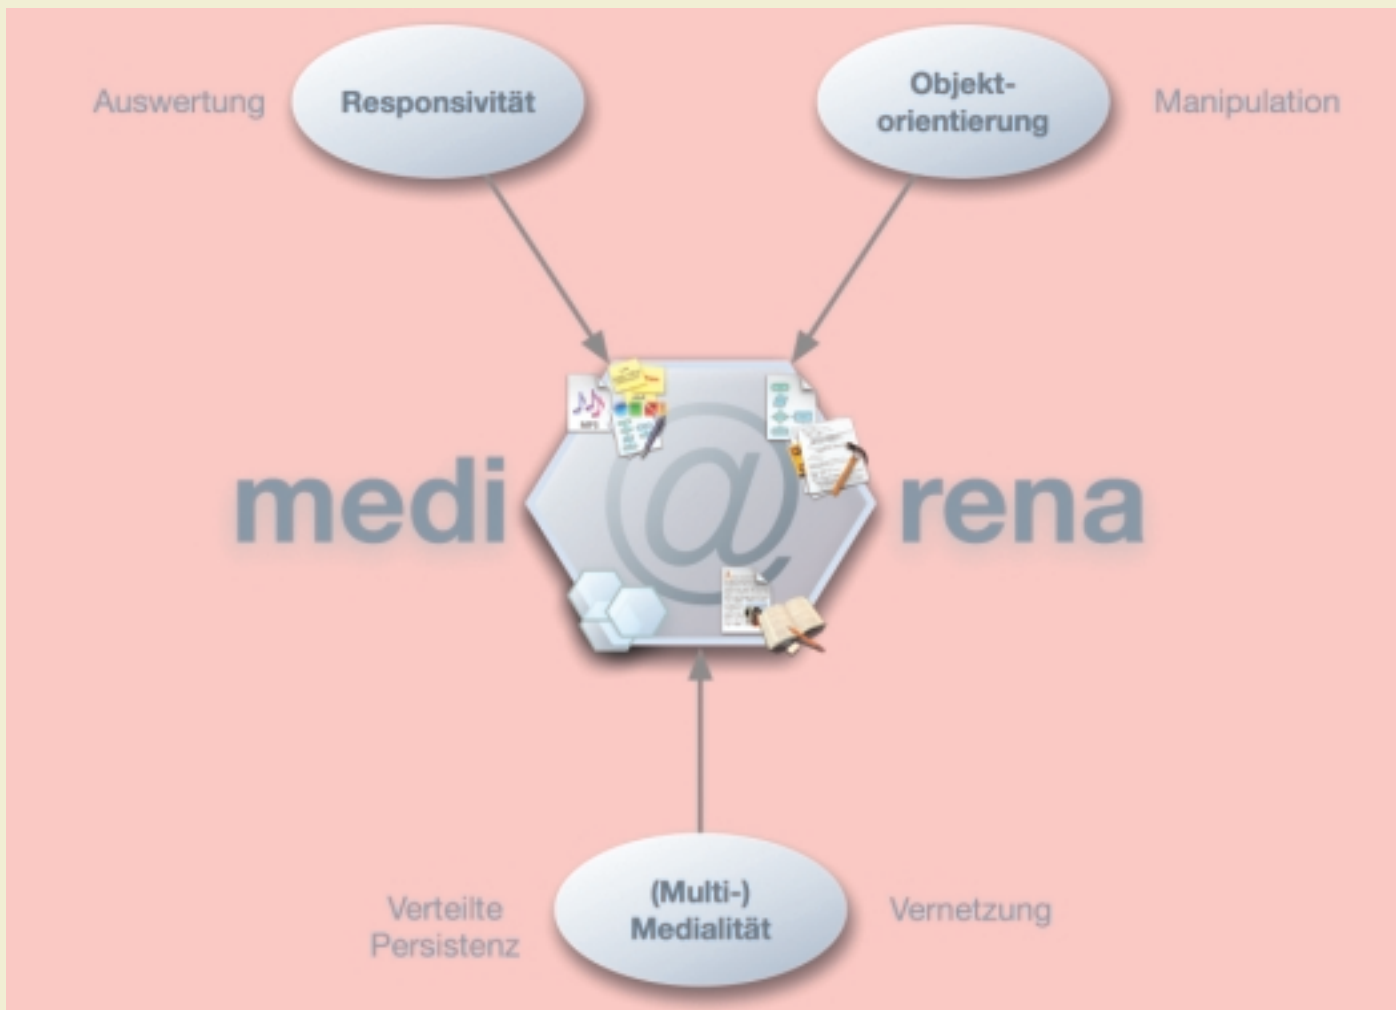 Auswertung
Responsivität
Objekt-
orientierung
Manipulation
medi@rena
Verteilte
Persistenz
(Multi-)
Medialität
Vernetzung